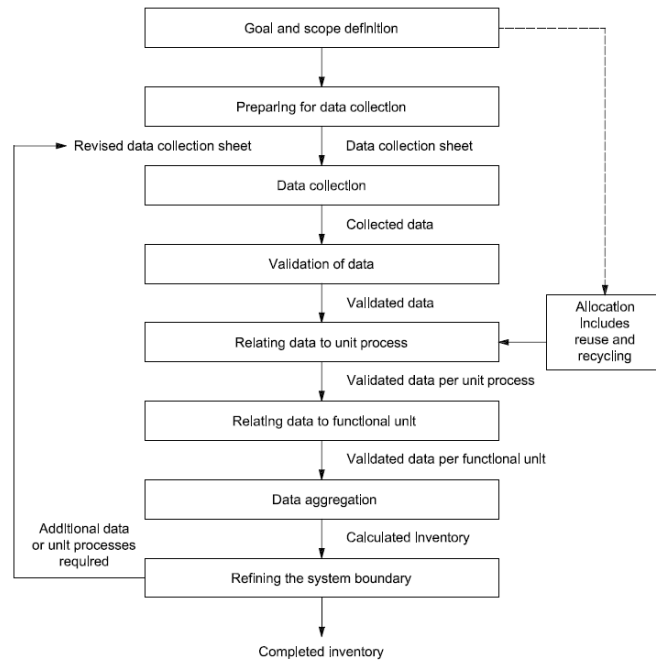 Goal and scope definition
Preparing for data collection
Revised data collection sheet
Data collection sheet
Data collection
Collected data
Validation of data
Validated data
Allocation
includes
reuse and
recycling
Relating data to unit process
Validated data per unit process
Relating data to functional unit
Validated data per functional unit
Data aggregation
Additional data
or unit processes
required
Calculated inventory
Refining the system boundary
Completed inventory